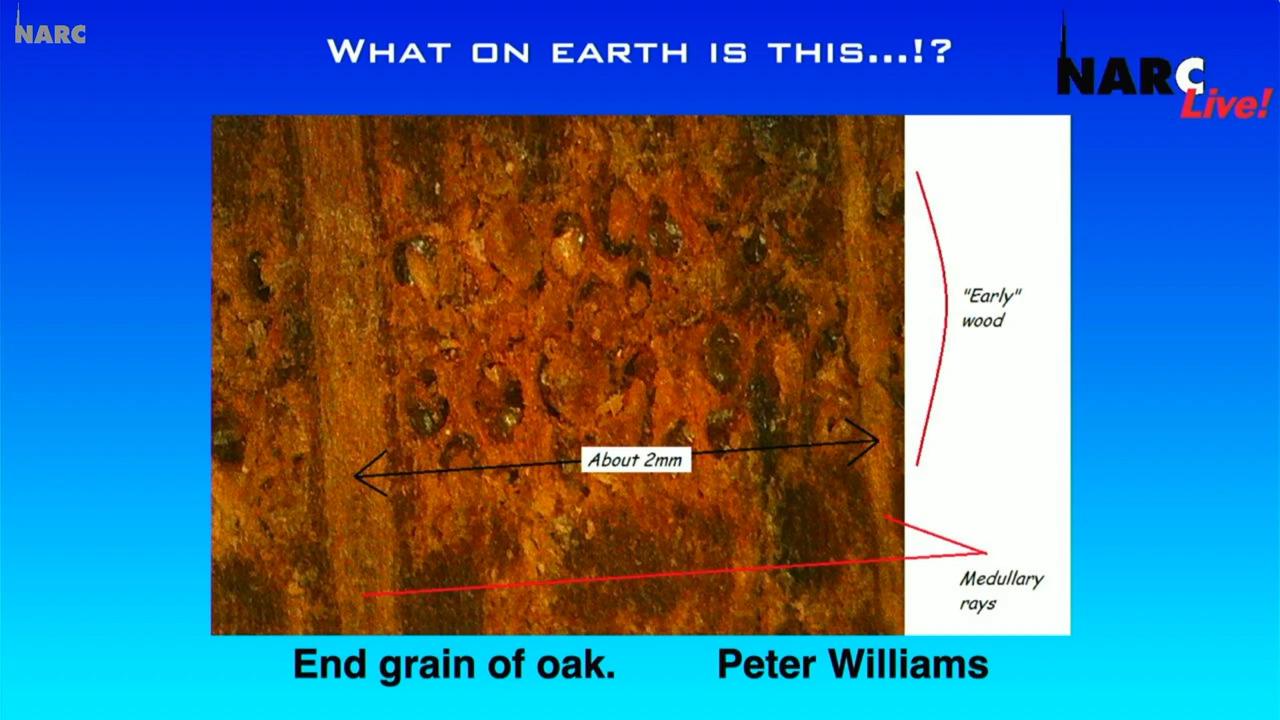 NARC
WHAT ON EARTH IS THIS...!?
NARC
Live!
"Early"
wood
About 2mm
Medullary
rays
End grain of oak. Peter Williams